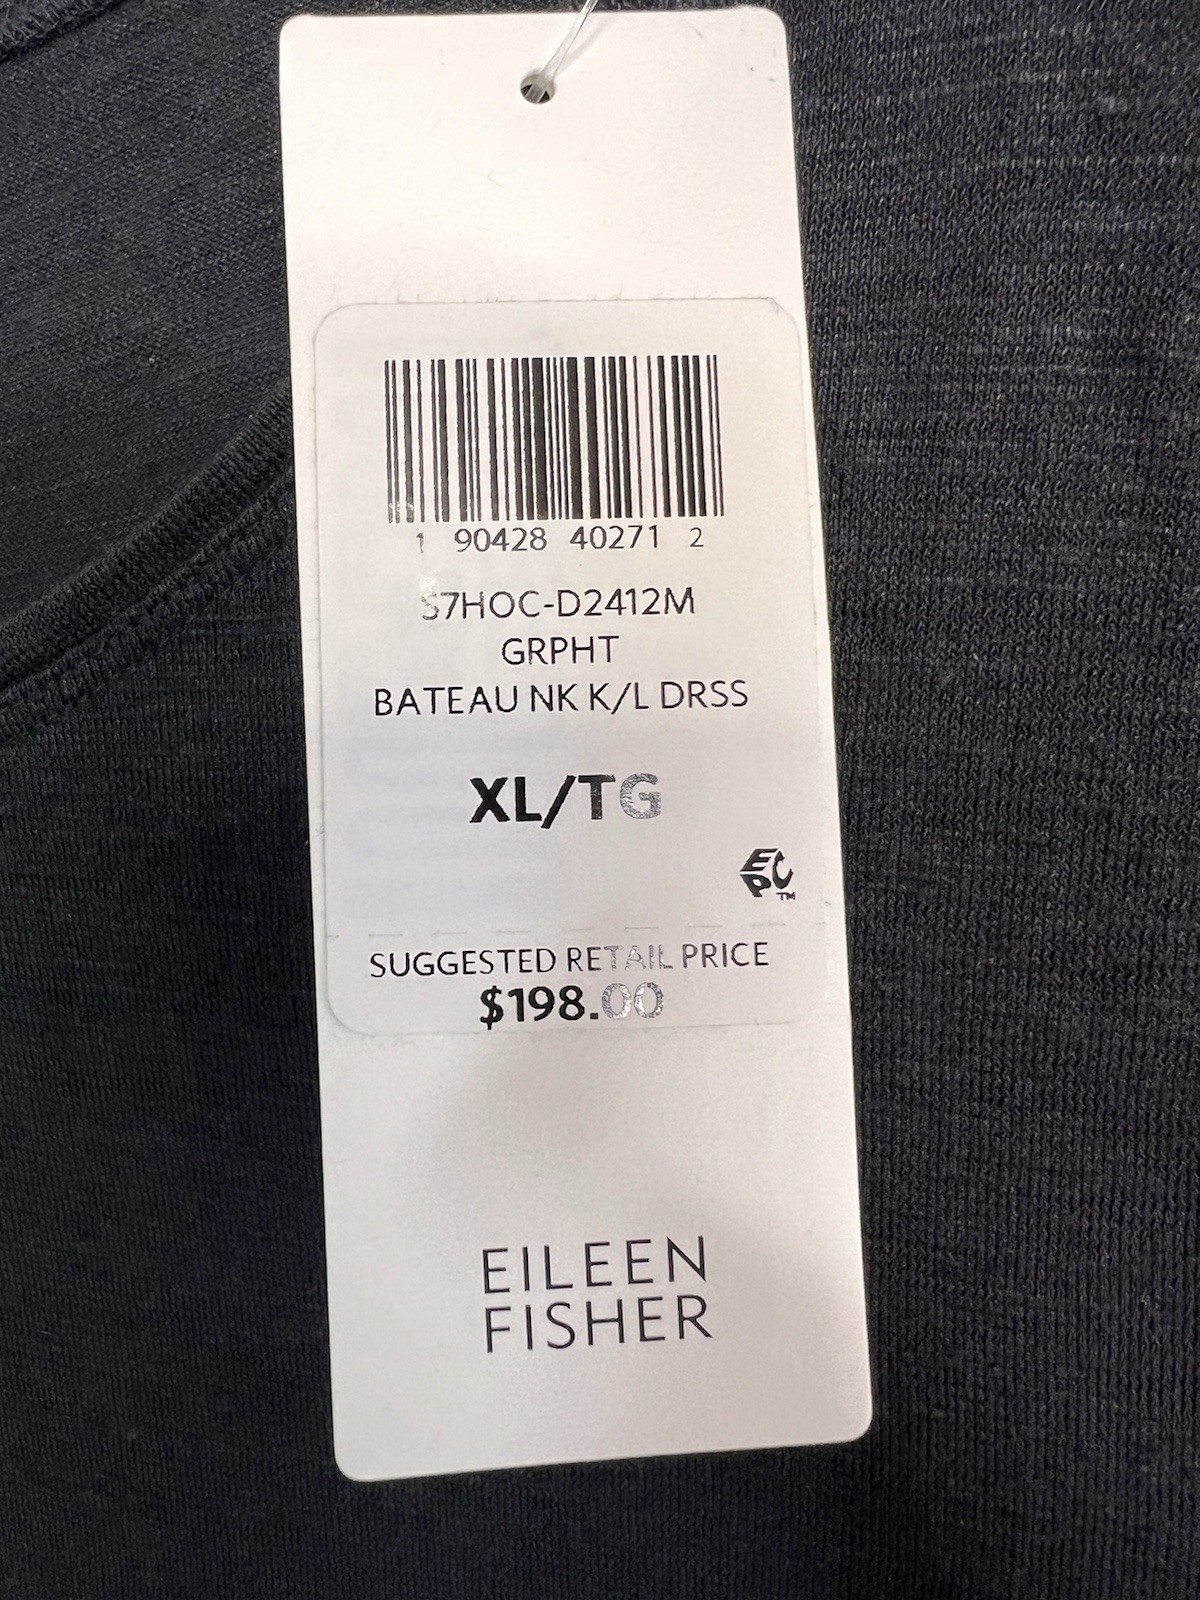 1 90428 40271 2
S7HOC-D2412M
GRPHT
BATEAU NK K/L DRSS
XL/TG
EPC™
SUGGESTED RETAIL PRICE
$198.00
EILEEN
FISHER